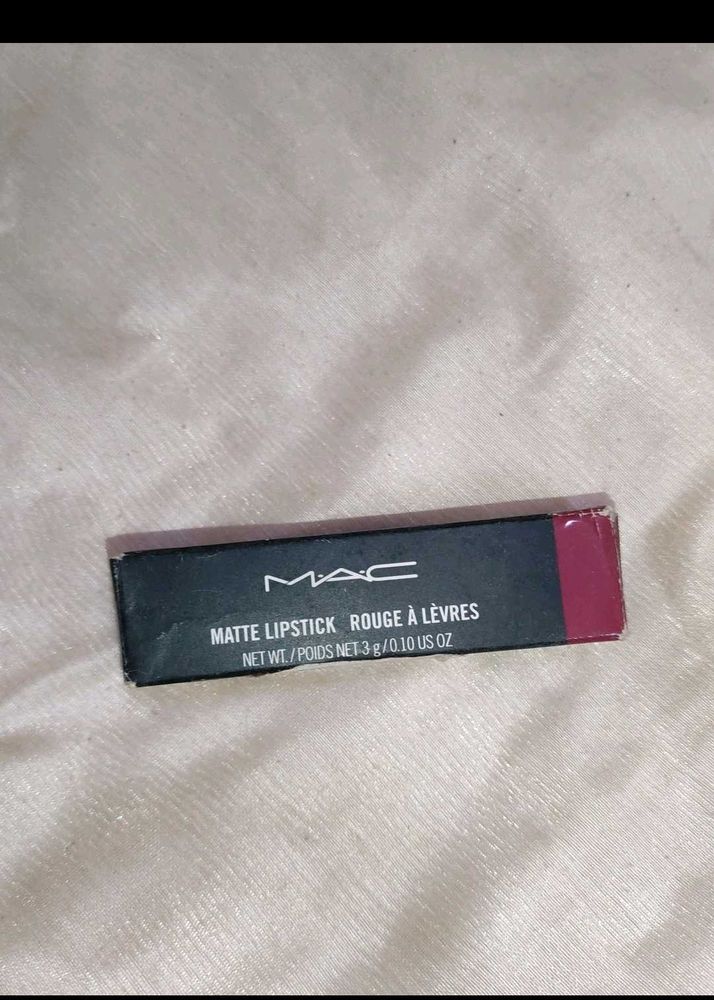 M·A·C
MATTE LIPSTICK ROUGE À LÈVRES
NET WT. / POIDS NET 3 g / 0.10 US OZ